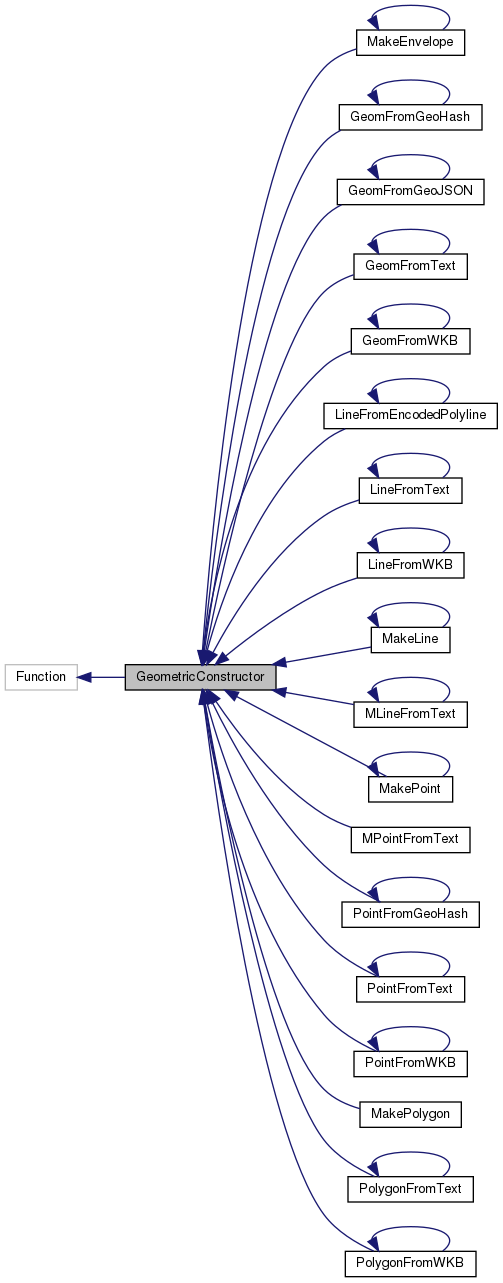 MakeEnvelope
GeomFromGeoHash
GeomFromGeoJSON
GeomFromText
GeomFromWKB
LineFromEncodedPolyline
LineFromText
LineFromWKB
MakeLine
Function
GeometricConstructor
MLineFromText
MakePoint
MPointFromText
PointFromGeoHash
PointFromText
PointFromWKB
MakePolygon
PolygonFromText
PolygonFromWKB